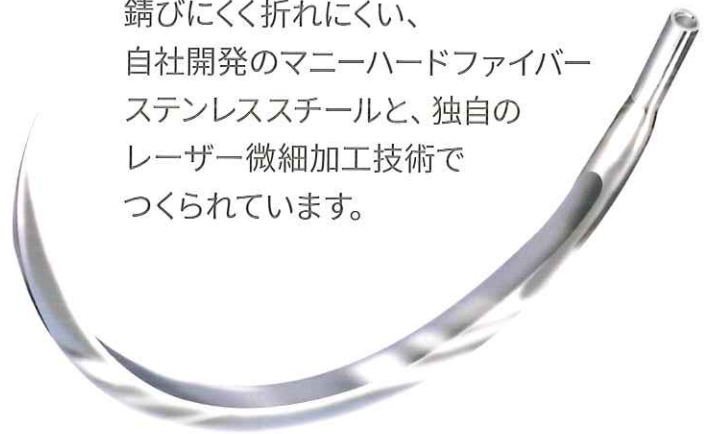 錆びにくく折れにくい、
自社開発のマニーハードファイバー
ステンレススチールと、独自の
レーザー微細加工技術で
つくられています。